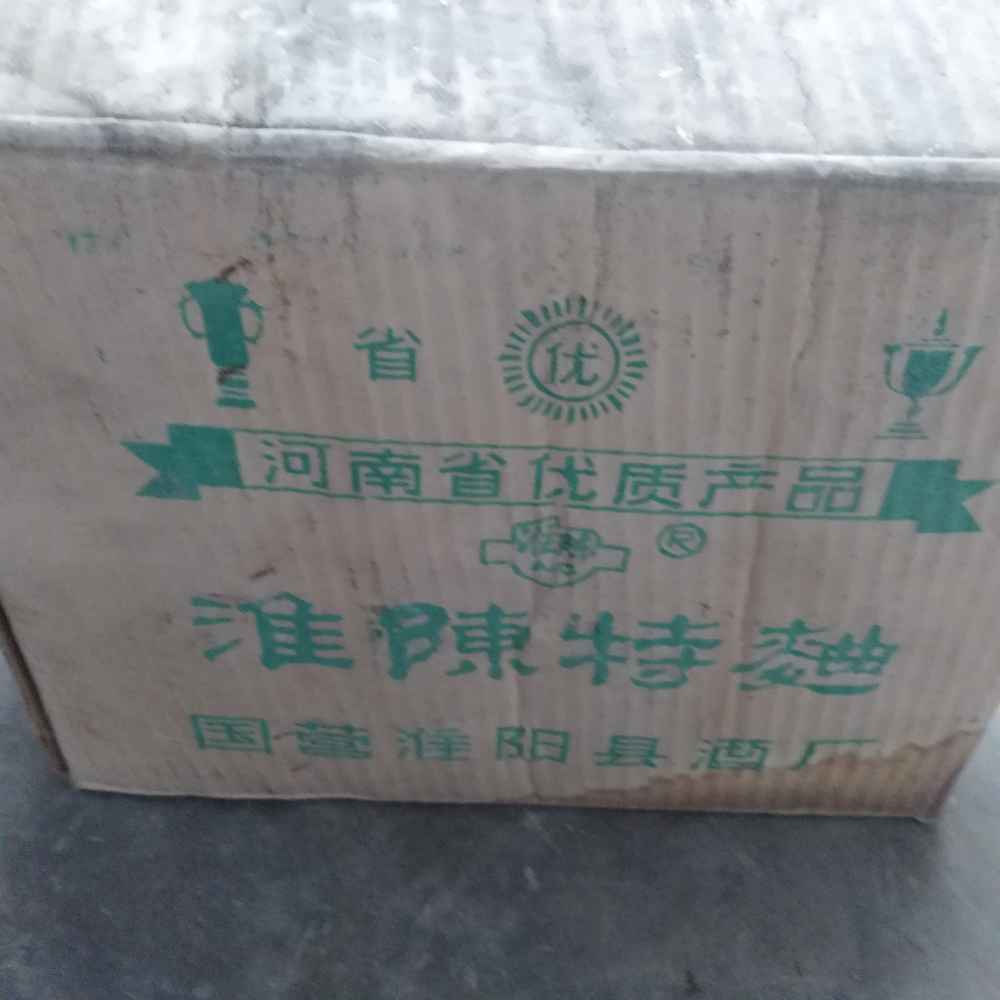 省 优
河南省优质产品
®
淮陳特麯
国营淮阳县酒厂